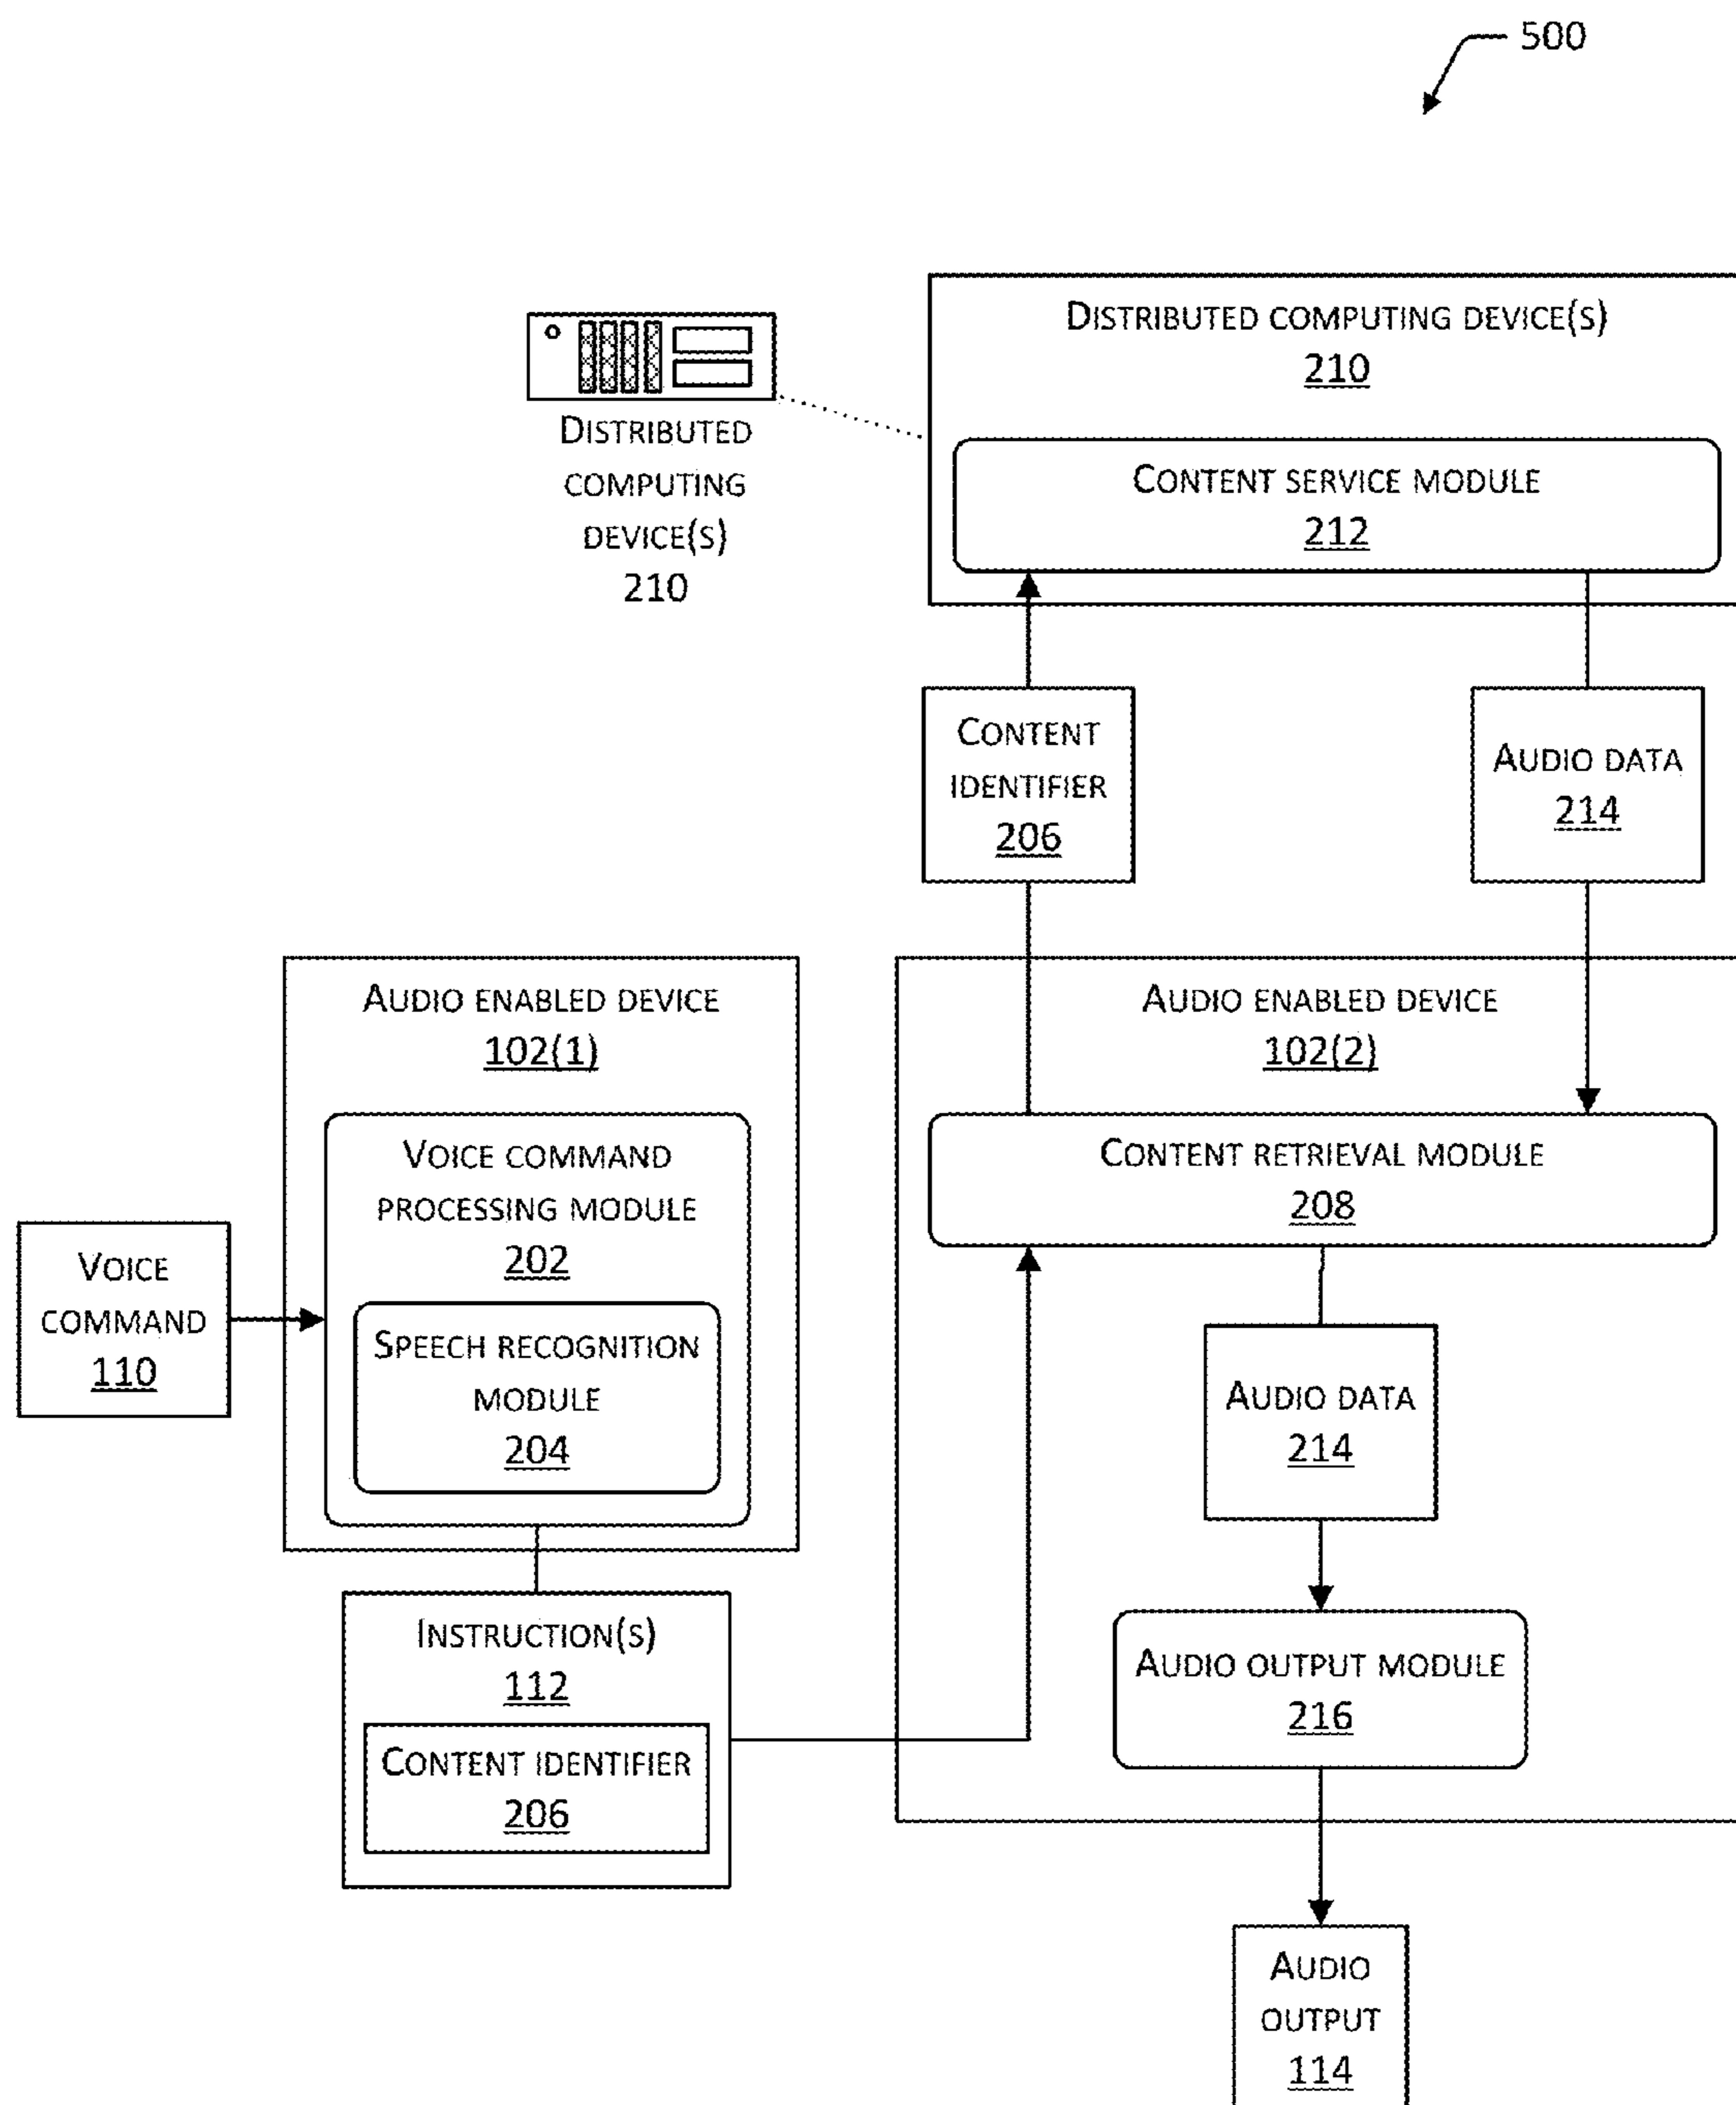 500
DISTRIBUTED COMPUTING DEVICE(S)
210
DISTRIBUTED
COMPUTING
DEVICE(S)
210
CONTENT SERVICE MODULE
212
CONTENT
IDENTIFIER
206
AUDIO DATA
214
AUDIO ENABLED DEVICE
102(1)
VOICE COMMAND
PROCESSING MODULE
202
SPEECH RECOGNITION
MODULE
204
VOICE
COMMAND
110
INSTRUCTION(S)
112
CONTENT IDENTIFIER
206
AUDIO ENABLED DEVICE
102(2)
CONTENT RETRIEVAL MODULE
208
AUDIO DATA
214
AUDIO OUTPUT MODULE
216
AUDIO
OUTPUT
114